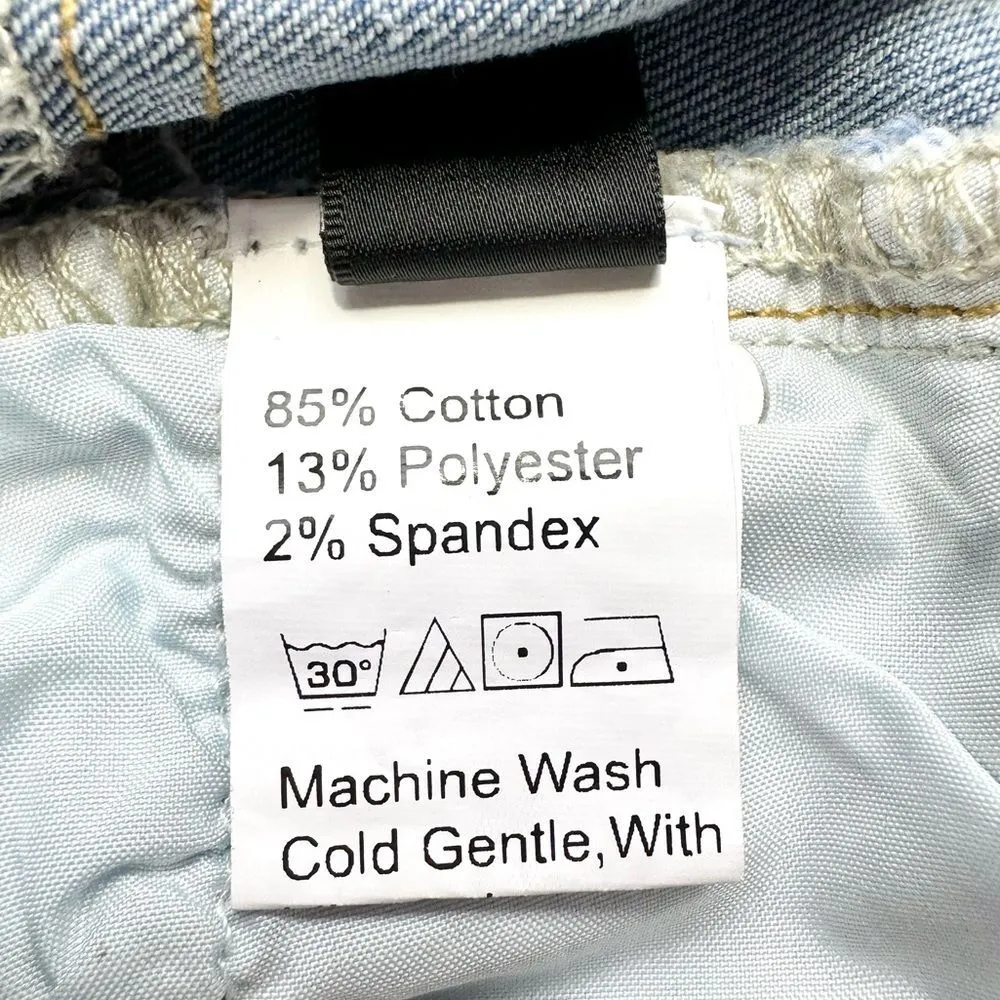 85% Cotton
13% Polyester
2% Spandex
30°
Machine Wash
Cold Gentle,With